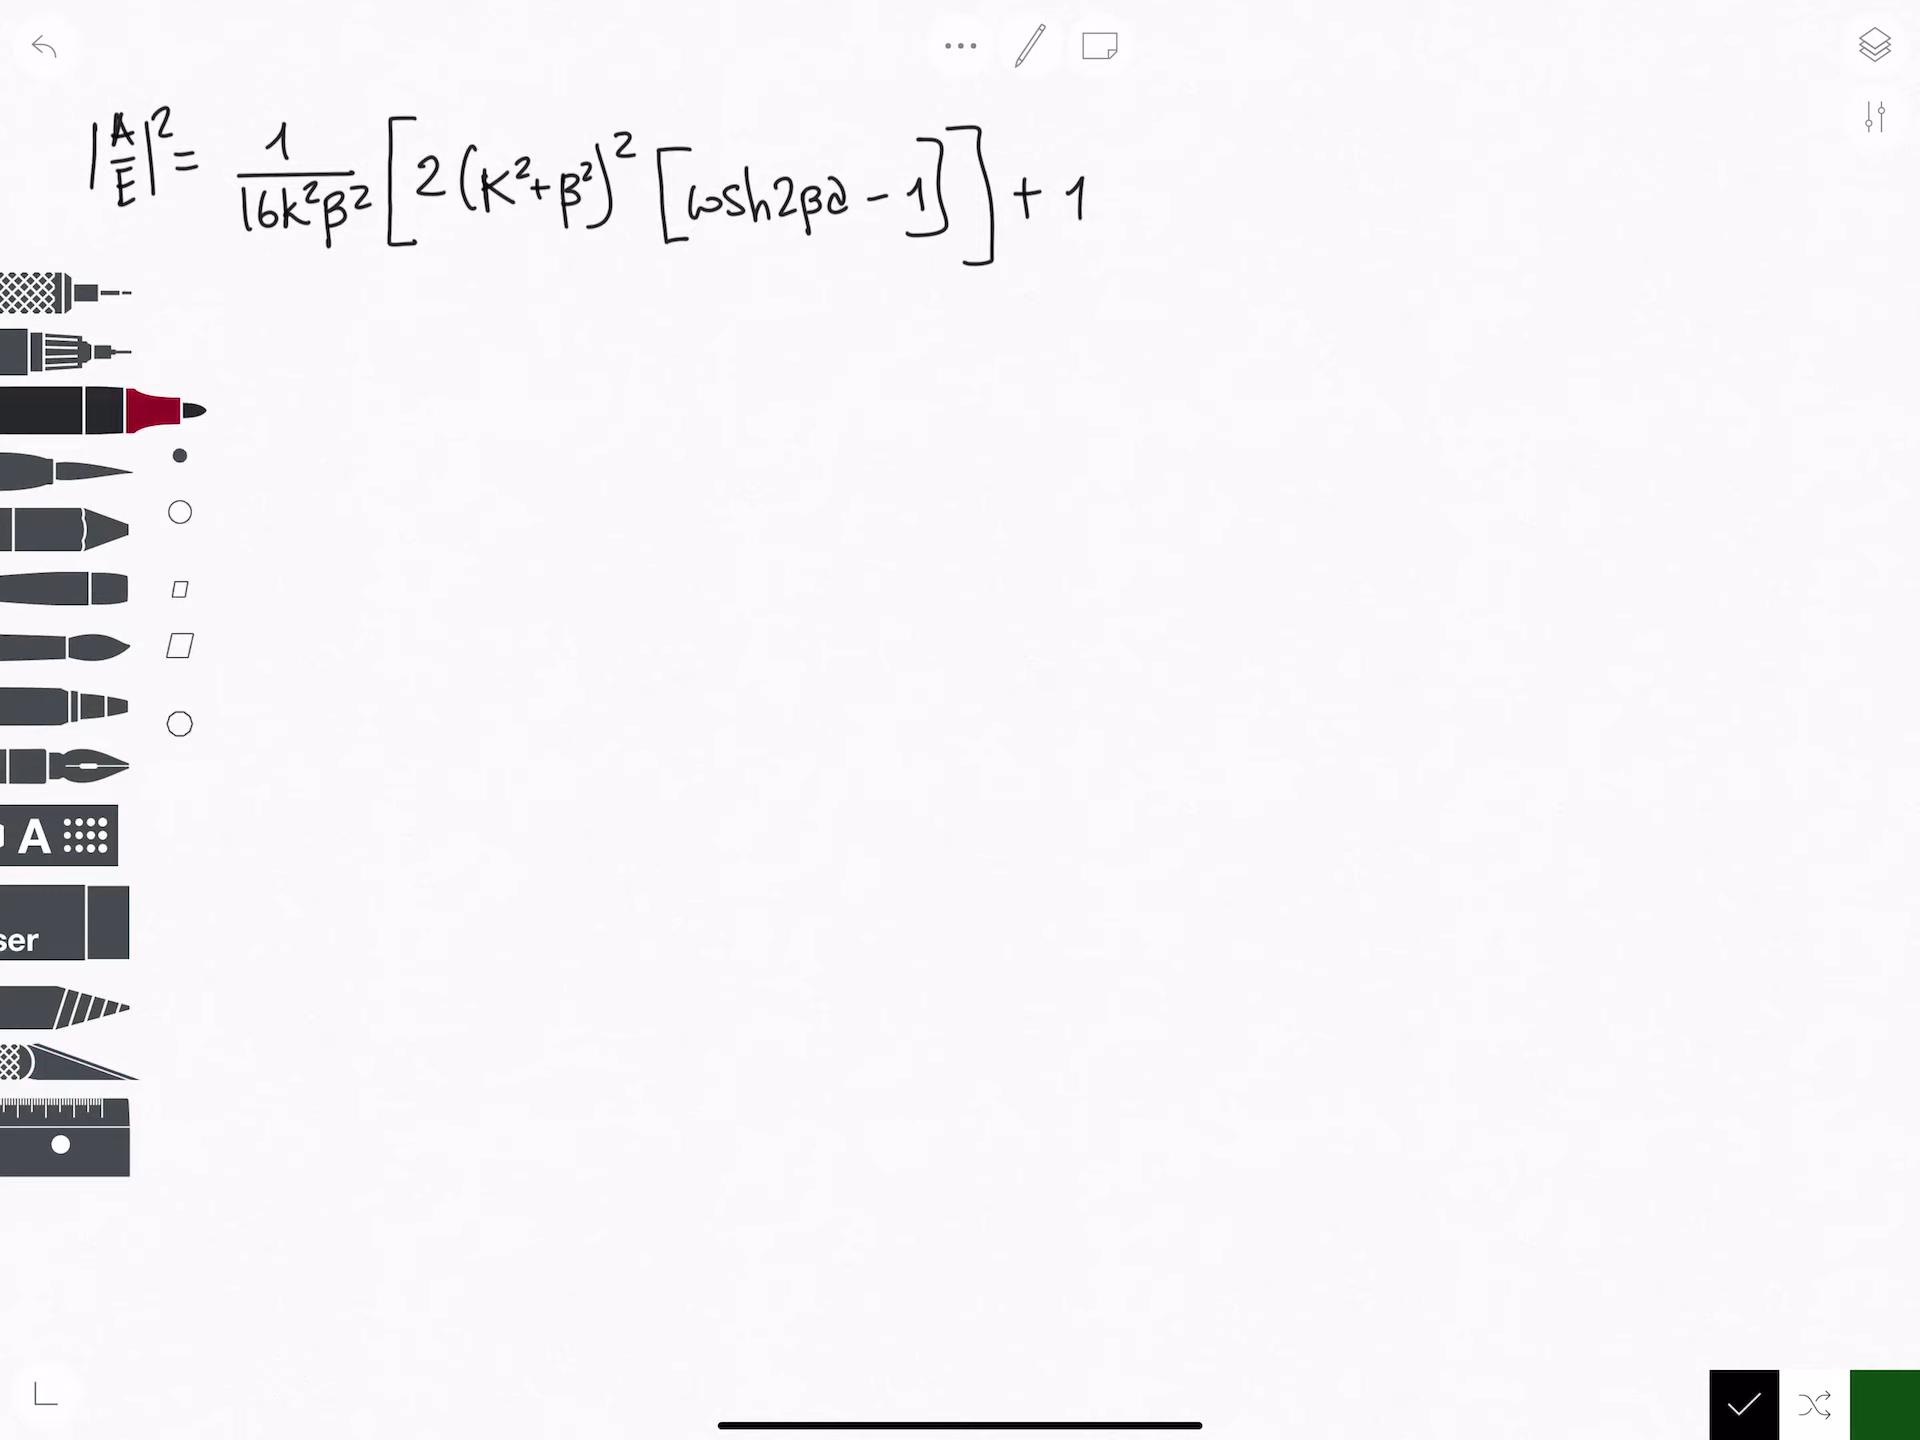 |A/E|² = 1/16k²β² [2(K²+β²)² [cosh2βa - 1]] + 1
A
ser